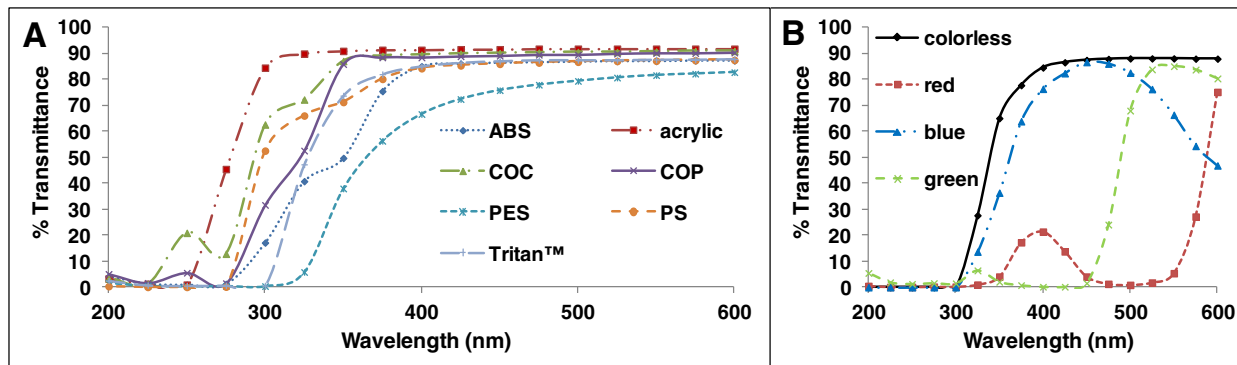 A
% Transmittance
100
90
80
70
60
50
40
30
20
10
0
200
300
400
500
600
Wavelength (nm)
ABS
acrylic
COC
COP
PES
PS
Tritan™
B
% Transmittance
100
90
80
70
60
50
40
30
20
10
0
200
300
400
500
600
Wavelength (nm)
colorless
red
blue
green